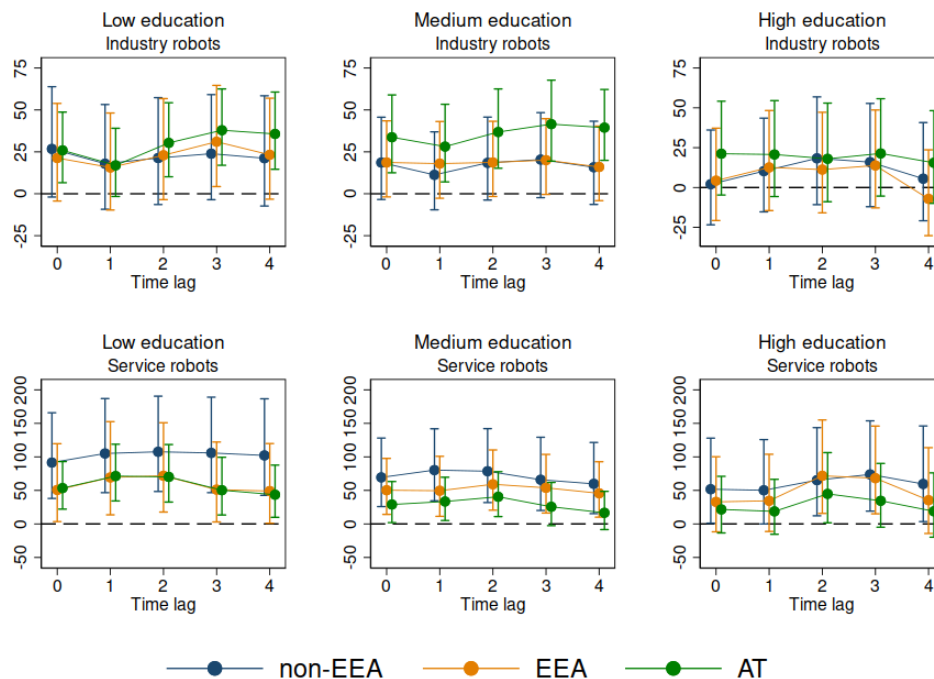 Low education Medium education High education
Industry robots Industry robots Industry robots
75 75 75
50 50 50
25 25 25
0 0 0
-25 -25 -25
0 1 2 3 4 0 1 2 3 4 0 1 2 3 4
Time lag Time lag Time lag
Low education Medium education High education
Service robots Service robots Service robots
200 200 200
150 150 150
100 100 100
50 50 50
0 0 0
-50 -50 -50
0 1 2 3 4 0 1 2 3 4 0 1 2 3 4
Time lag Time lag Time lag
non-EEA EEA AT